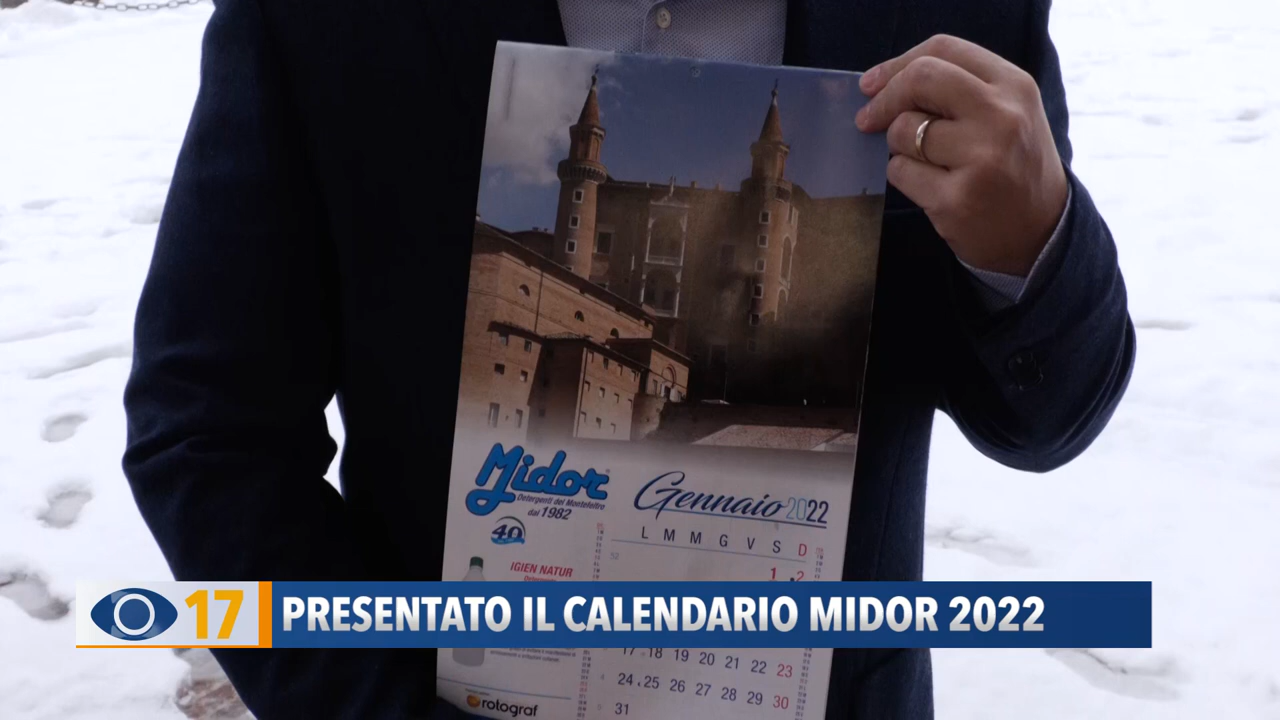 Midor
Detergenti del Montefeltro
dal 1982
40
Gennaio 2022
L M M G V S D
1 2
IGIEN NATUR
17 PRESENTATO IL CALENDARIO MIDOR 2022
17 18 19 20 21 22 23
24 25 26 27 28 29 30
31
rotograf